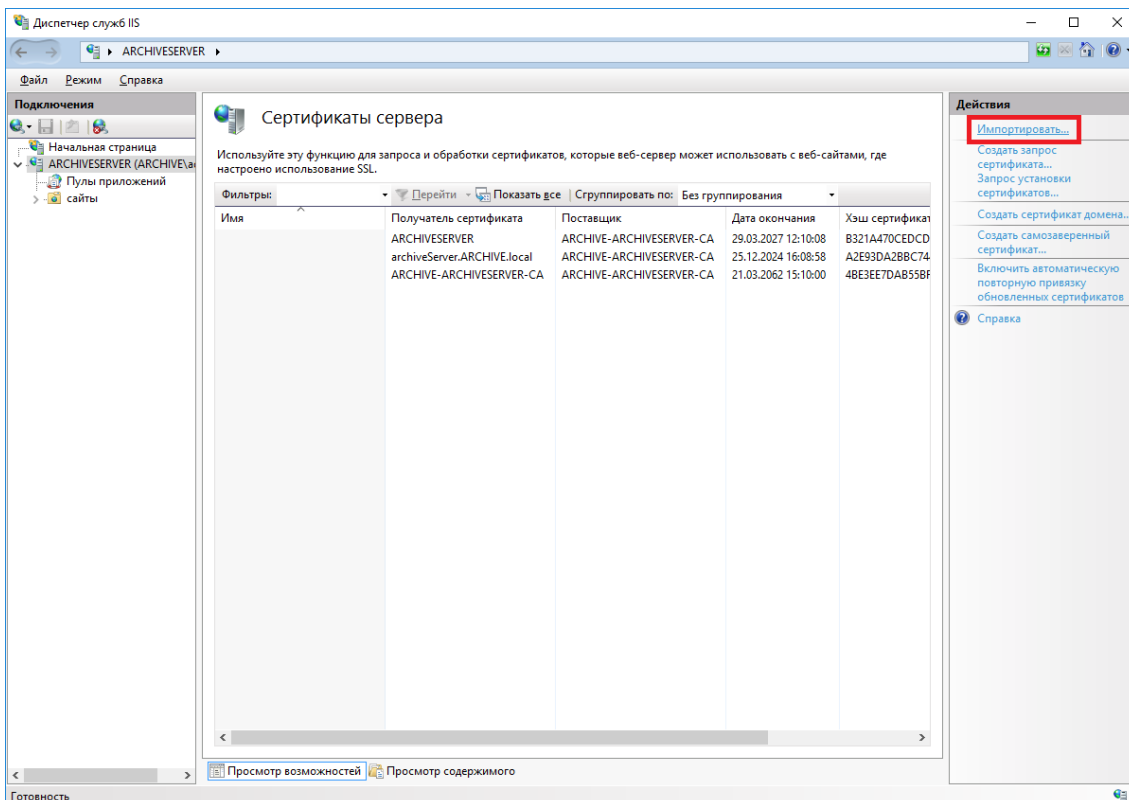 Диспетчер служб IIS
ARCHIVESERVER
Файл Режим Справка
Подключения
Начальная страница
ARCHIVESERVER (ARCHIVE\a
Пулы приложений
сайты
Сертификаты сервера
Используйте эту функцию для запроса и обработки сертификатов, которые веб-сервер может использовать с веб-сайтами, где
настроено использование SSL.
Фильтры: Перейти Показать все Сгруппировать по: Без группирования
Имя Получатель сертификата Поставщик Дата окончания Хэш сертификат
ARCHIVESERVER ARCHIVE-ARCHIVESERVER-CA 29.03.2027 12:10:08 B321A470CEDCD
archiveServer.ARCHIVE.local ARCHIVE-ARCHIVESERVER-CA 25.12.2024 16:08:58 A2E93DA2BBC74
ARCHIVE-ARCHIVESERVER-CA ARCHIVE-ARCHIVESERVER-CA 21.03.2062 15:10:00 4BE3EE7DAB55BF
Просмотр возможностей Просмотр содержимого
Действия
Импортировать...
Создать запрос
сертификата...
Запрос установки
сертификатов...
Создать сертификат домена..
Создать самозаверенный
сертификат...
Включить автоматическую
повторную привязку
обновленных сертификатов
Справка
Готовность